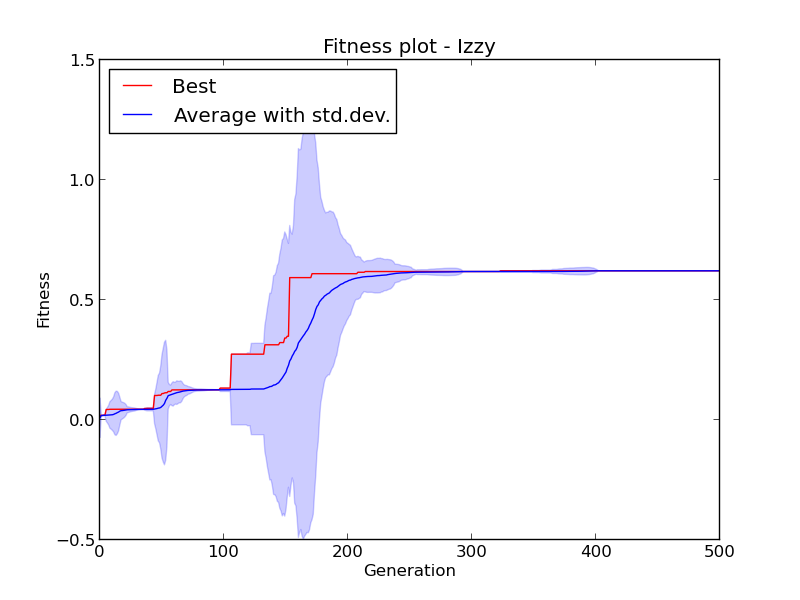 Fitness plot - Izzy
1.5
Best
Average with std.dev.
1.0
0.5
0.0
−0.5
Fitness
0 100 200 300 400 500
Generation